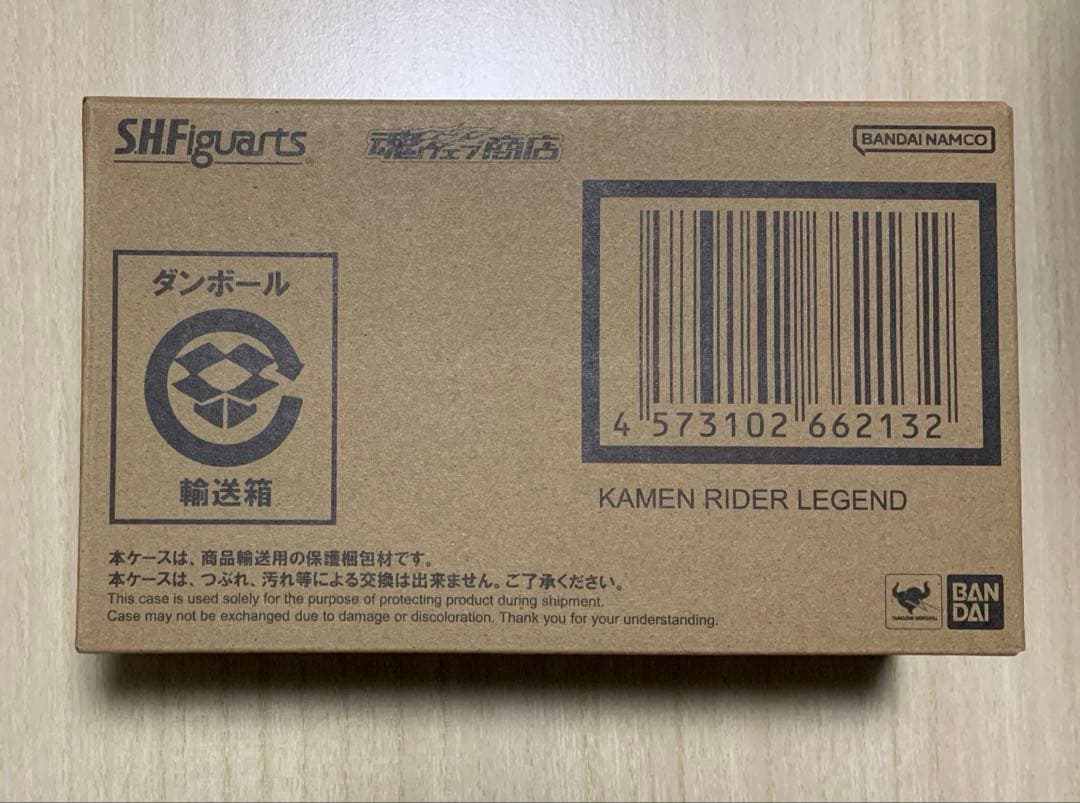 S.H.Figuarts®
魂ウェブ商店
BANDAI NAMCO
ダンボール
輸送箱
4 573102 662132
KAMEN RIDER LEGEND
本ケースは、商品輸送用の保護梱包材です。
本ケースは、つぶれ、汚れ等による交換は出来ません。ご了承ください。
This case is used solely for the purpose of protecting product during shipment.
Case may not be exchanged due to damage or discoloration. Thank you for your understanding.
TAMASHII NATIONS
BAN
DAI